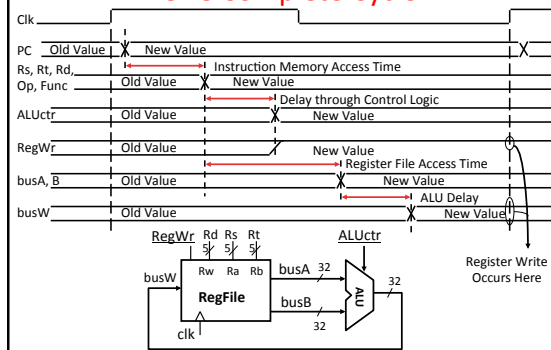 Clk
PC Old Value New Value
Instruction Memory Access Time
Rs, Rt, Rd,
Op, Func
Old Value New Value
Delay through Control Logic
ALUctr Old Value New Value
RegWr Old Value New Value
Register File Access Time
busA, B Old Value New Value
ALU Delay
busW Old Value New Value
Register Write
Occurs Here
RegWr Rd Rs Rt ALUctr
5 5 5
busW Rw Ra Rb busA 32 32
RegFile ALU
busB
clk 32